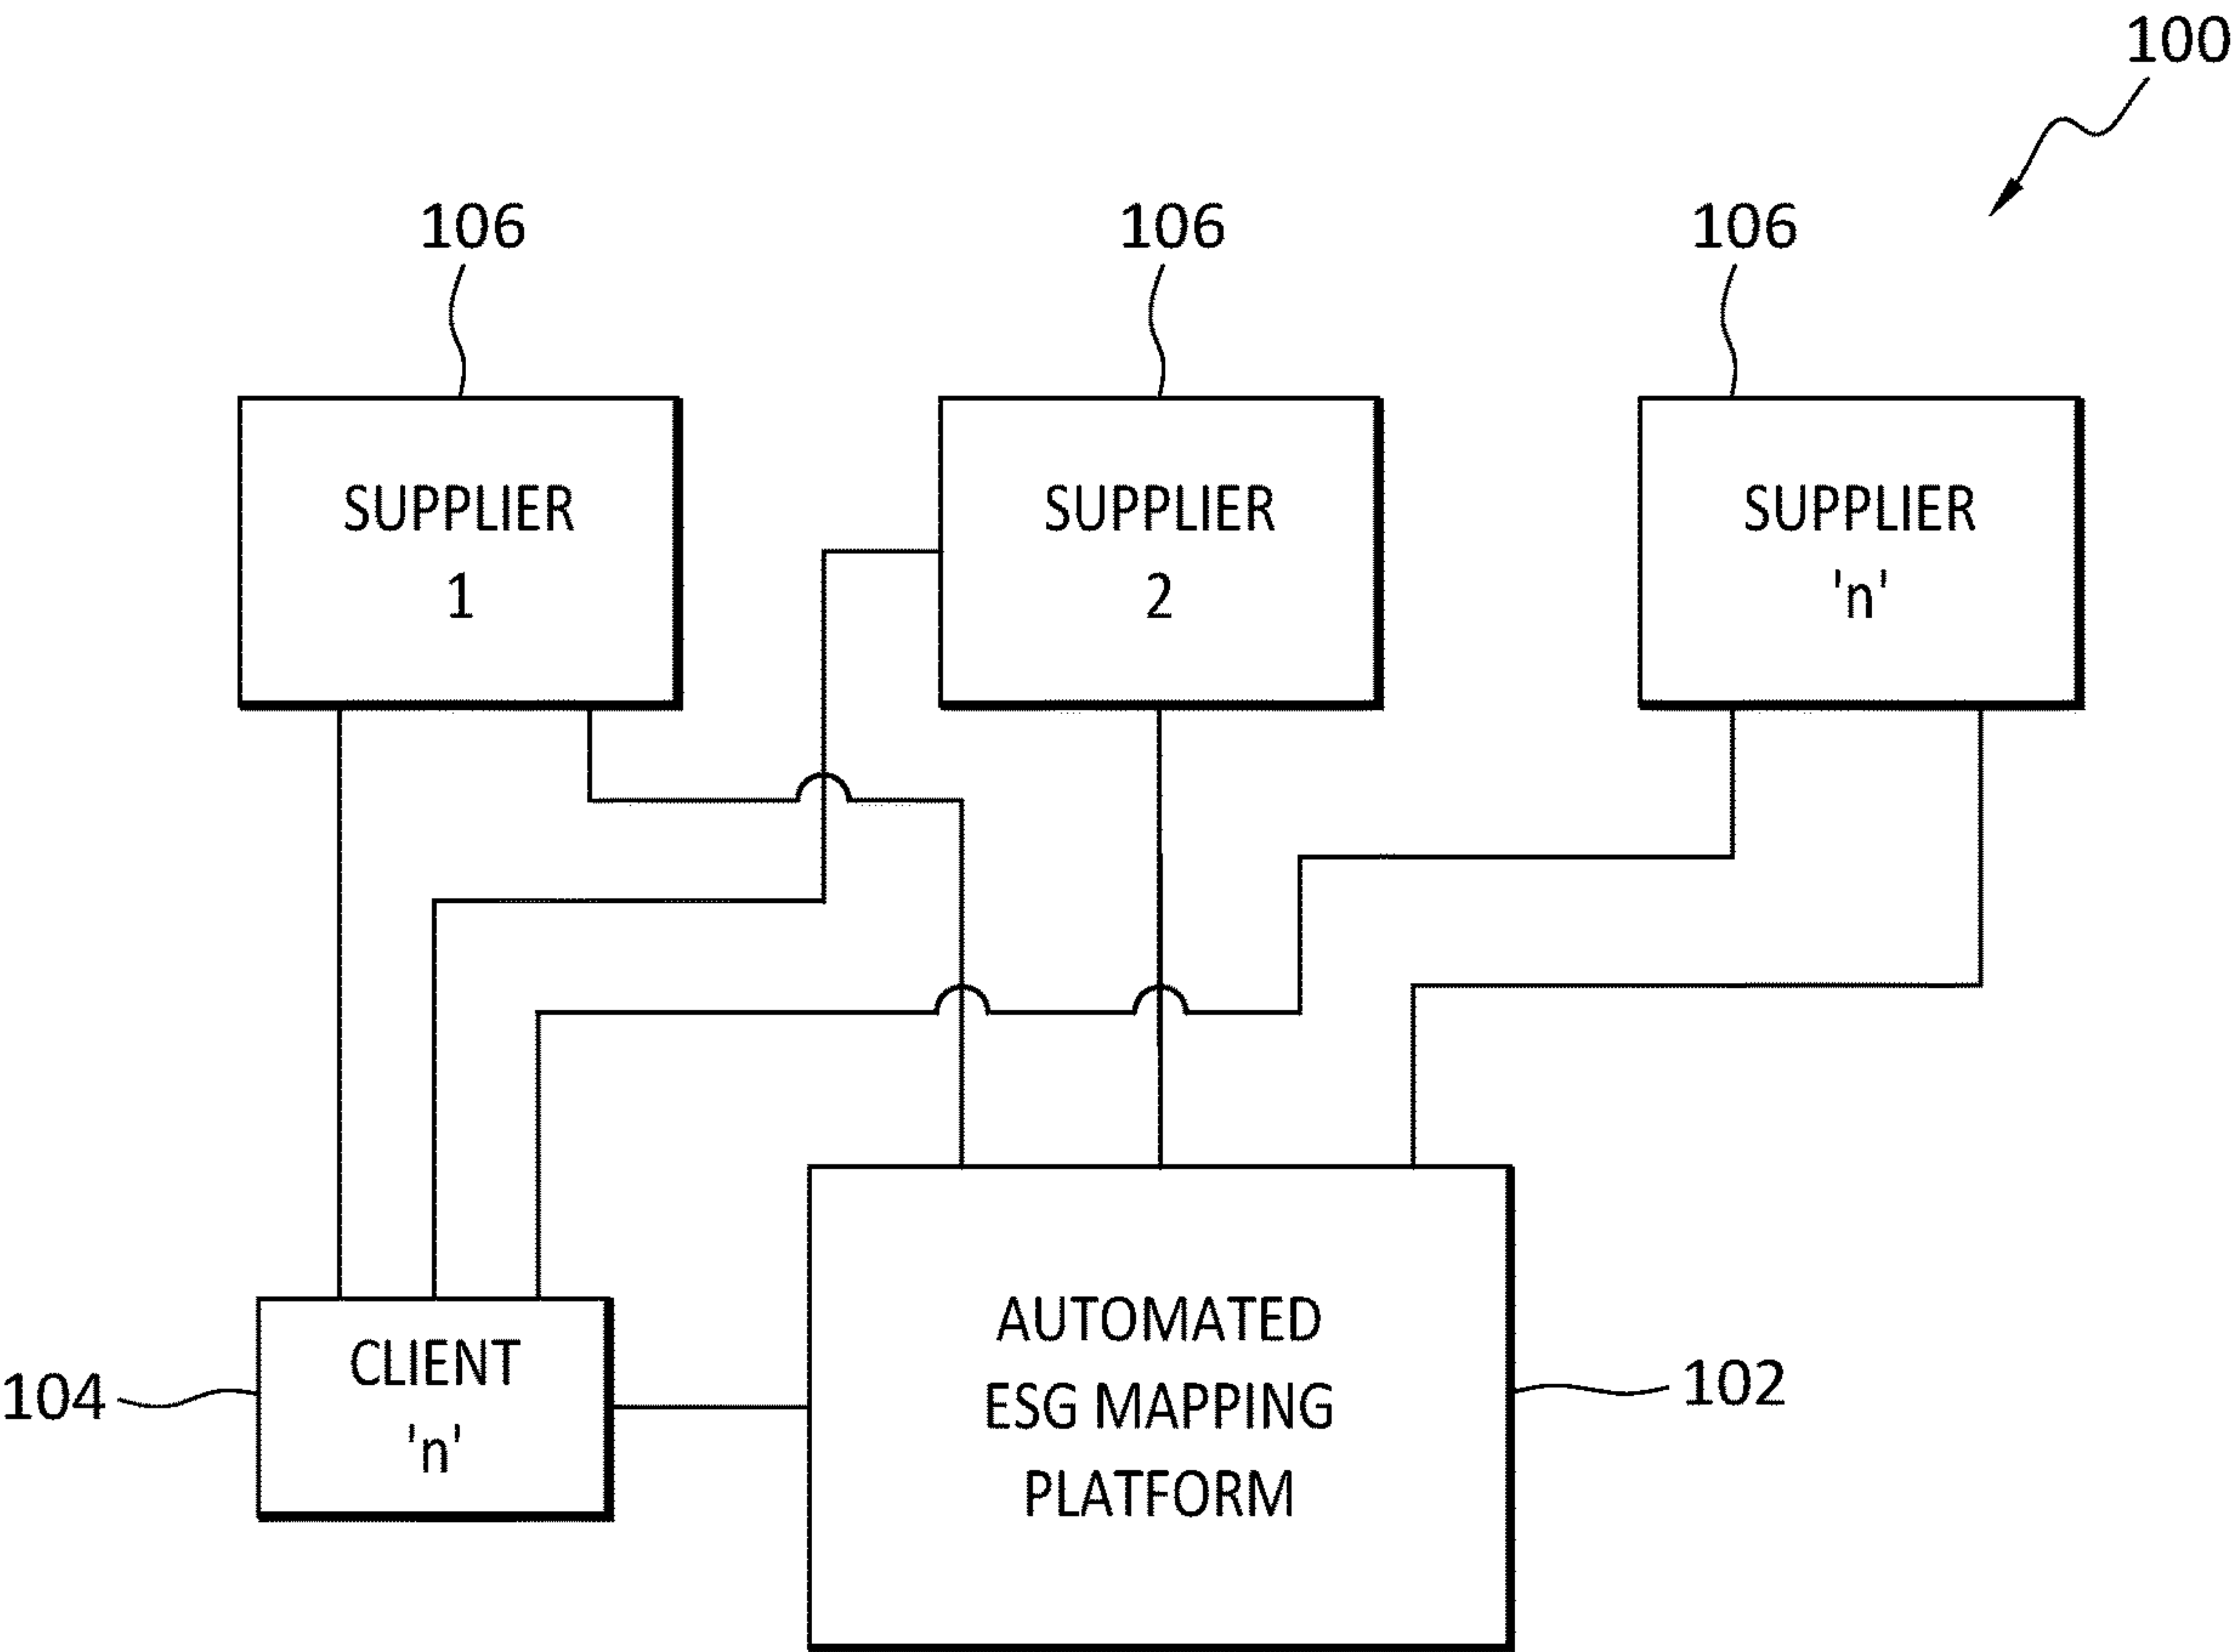 100
106
106
106
SUPPLIER
1
SUPPLIER
2
SUPPLIER
'n'
104
CLIENT
'n'
AUTOMATED
ESG MAPPING
PLATFORM
102